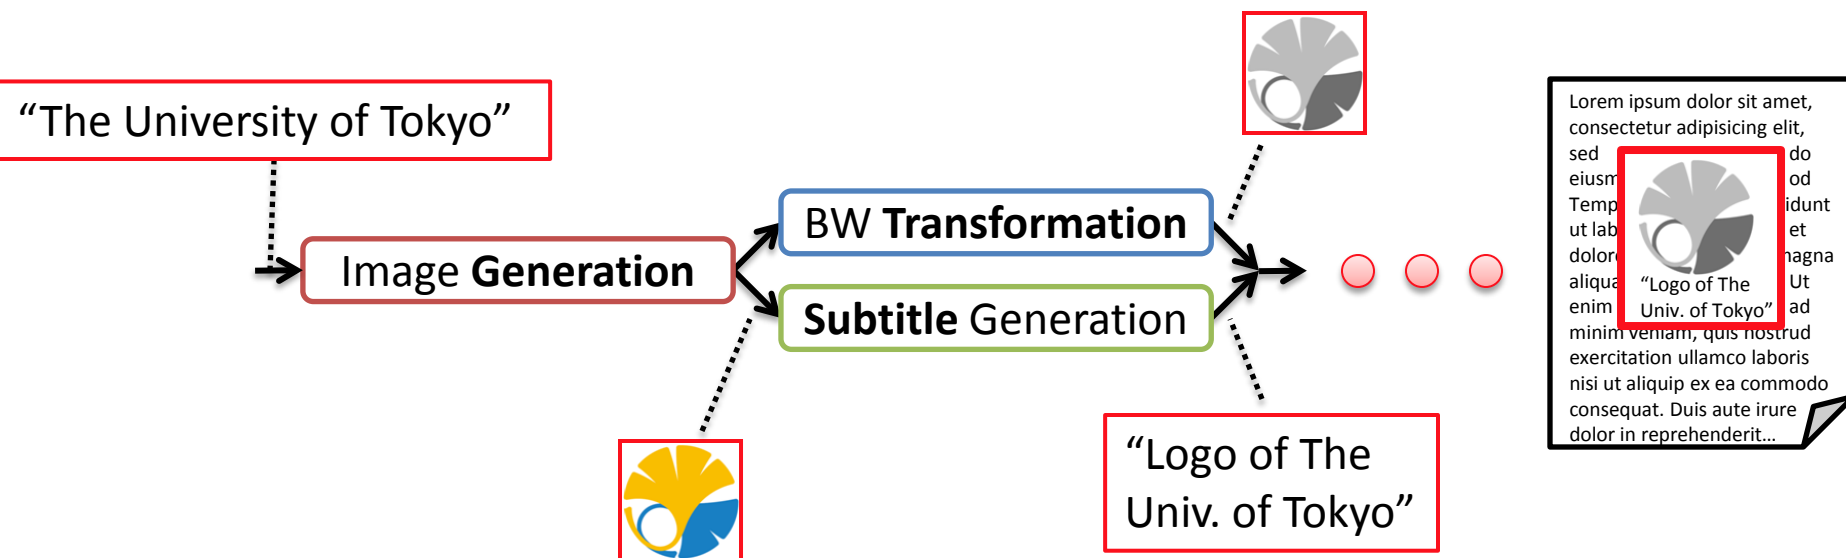 “The University of Tokyo”
Image Generation
BW Transformation
Subtitle Generation
“Logo of The
Univ. of Tokyo”
Lorem ipsum dolor sit amet,
consectetur adipisicing elit,
sed do
eiusm od
Temp idunt
ut lab et
dolor magna
aliqua Ut
enim ad
minim veniam, quis nostrud
exercitation ullamco laboris
nisi ut aliquip ex ea commodo
consequat. Duis aute irure
dolor in reprehenderit...
“Logo of The
Univ. of Tokyo”